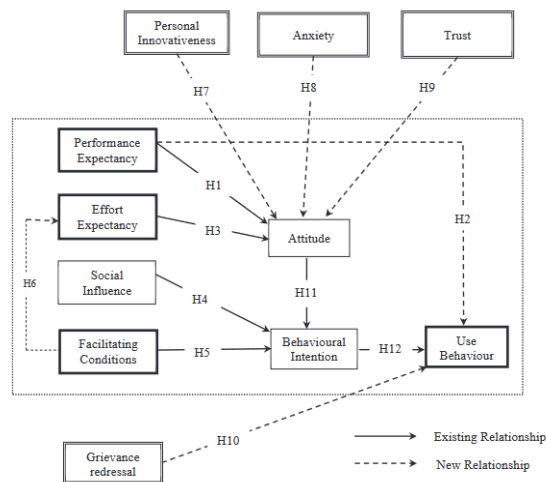 Personal
Innovativeness
Anxiety
Trust
H7
H8
H9
Performance
Expectancy
H1
H2
Effort
Expectancy
H3
Attitude
H6
Social
Influence
H4
H11
Facilitating
Conditions
H5
Behavioural
Intention
H12
Use
Behaviour
H10
Grievance
redressal
Existing Relationship
New Relationship